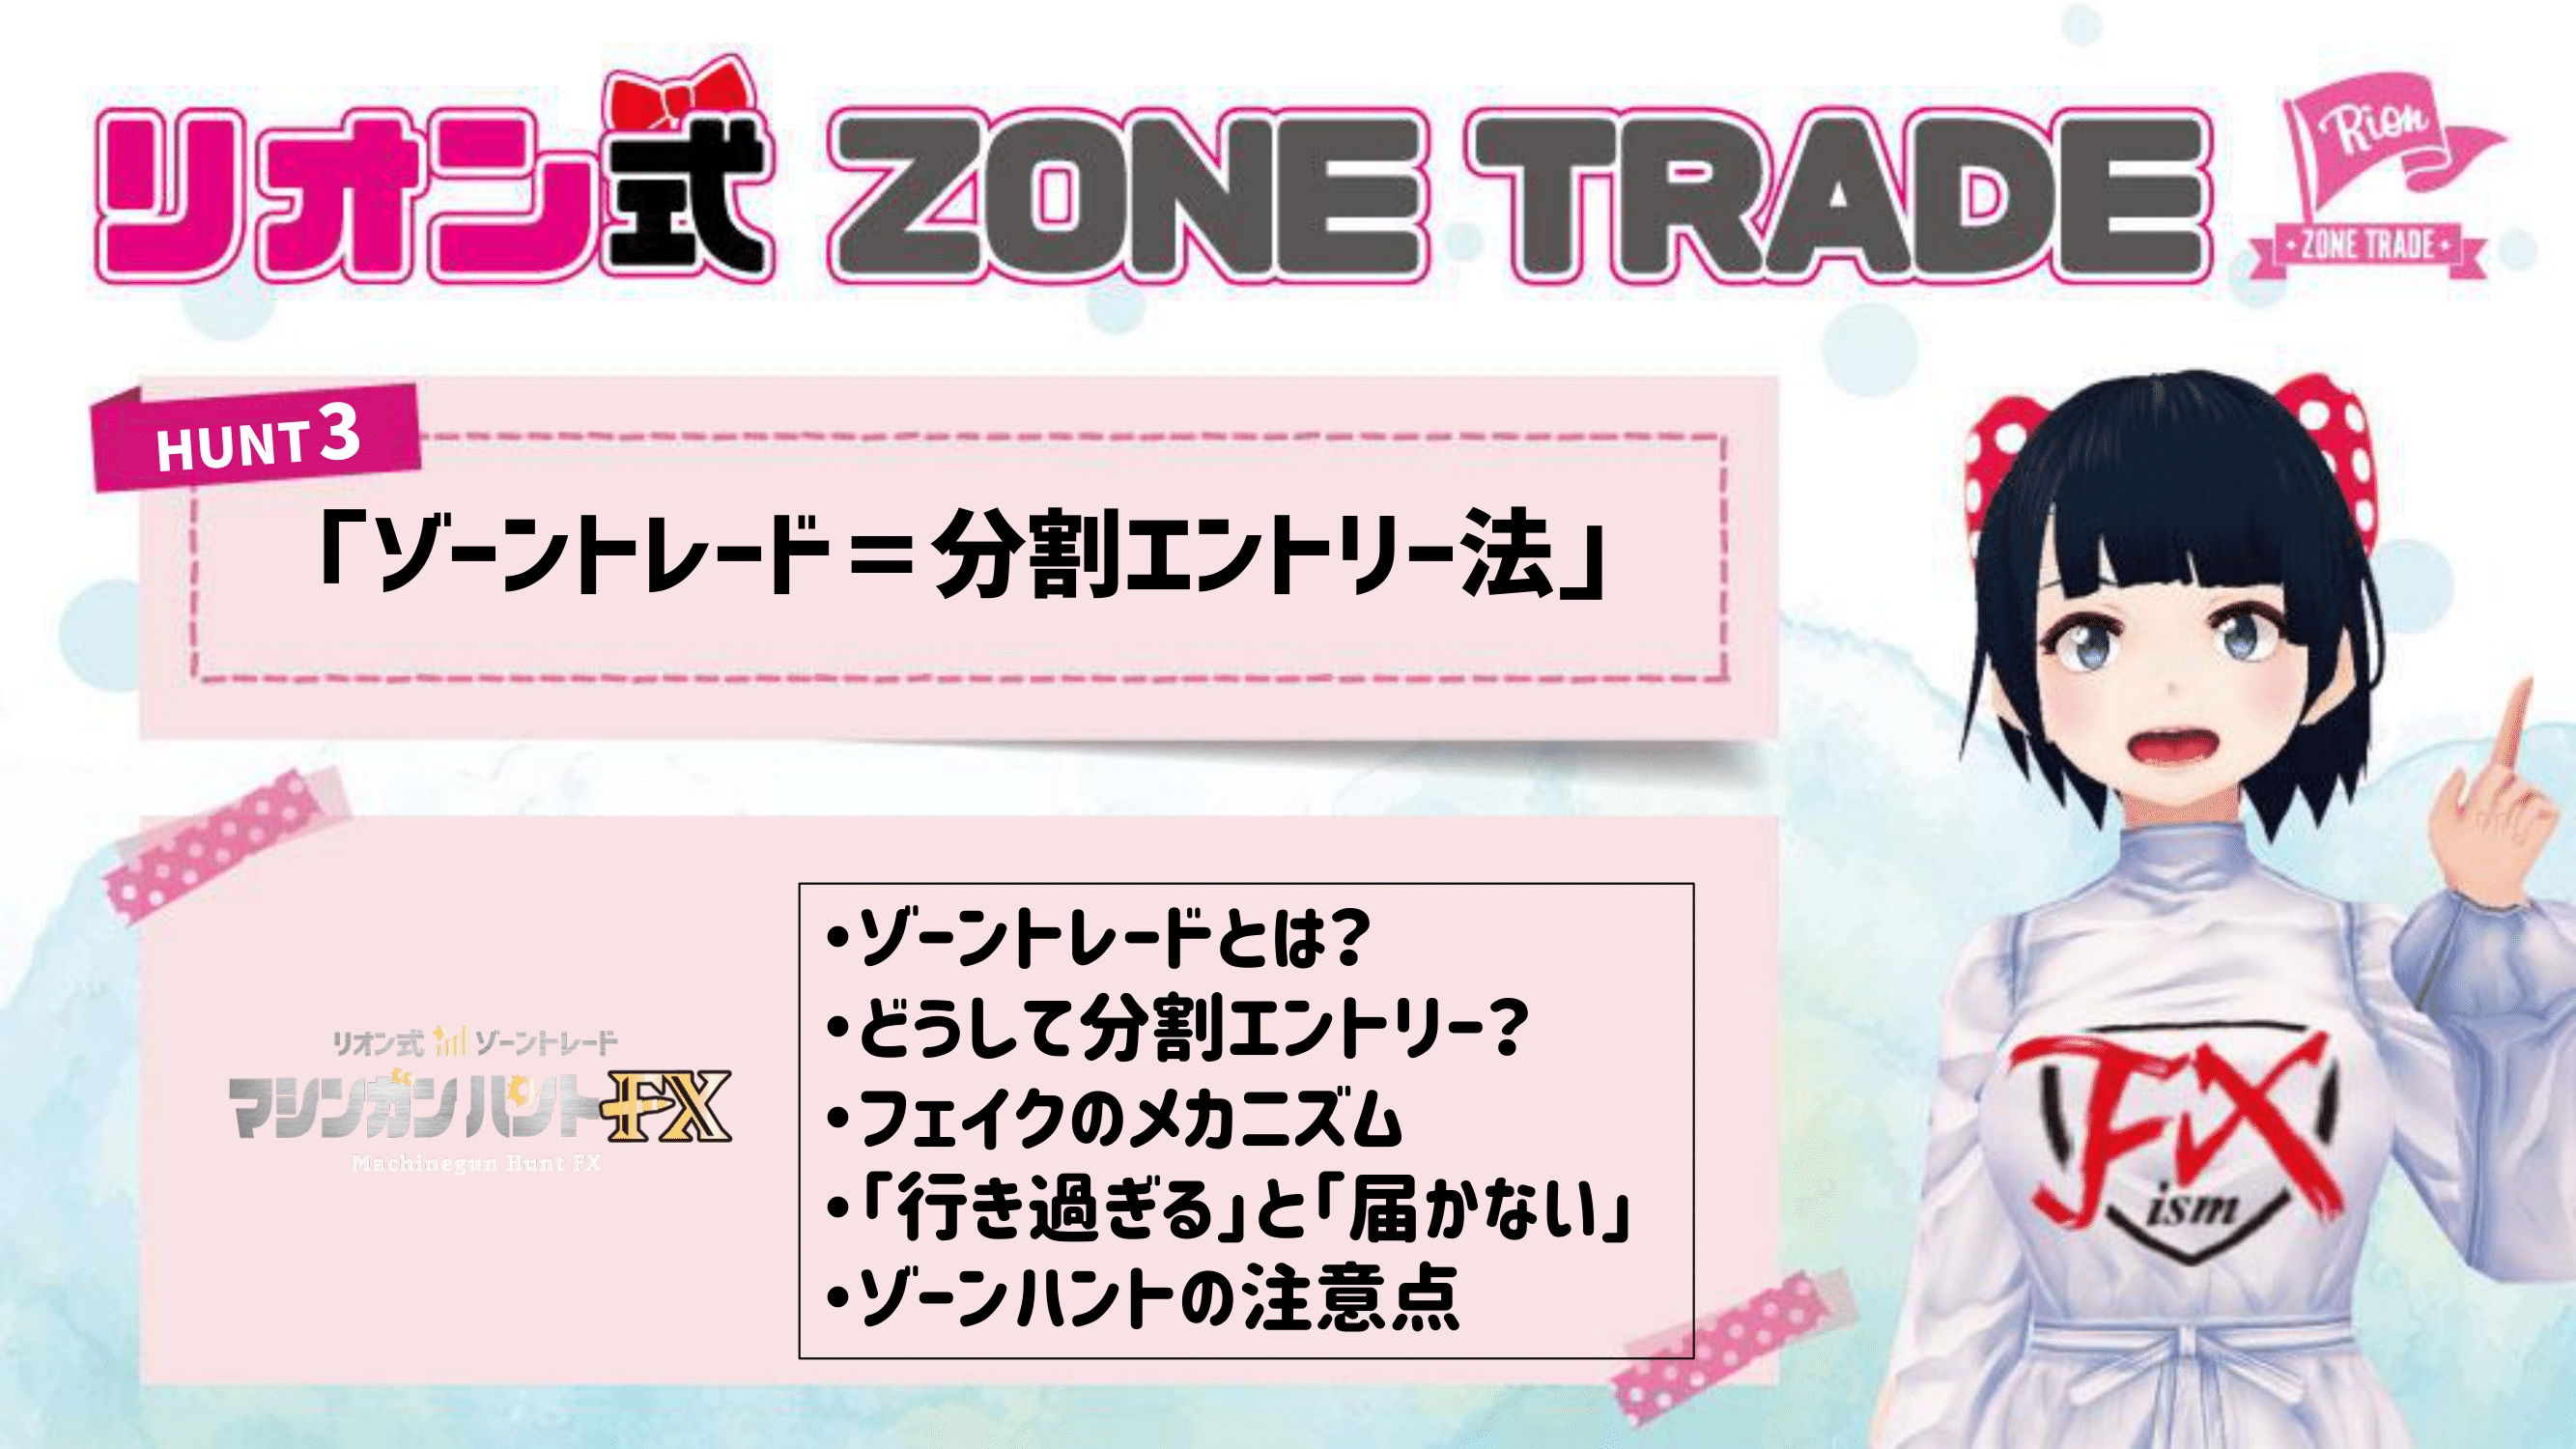 リオン式 ZONE TRADE
Rion
ZONE TRADE
HUNT3
「ゾーントレード＝分割エントリー法」
・ゾーントレードとは？
・どうして分割エントリー？
・フェイクのメカニズム
・「行き過ぎる」と「届かない」
・ゾーンハントの注意点
リオン式 ゾーントレード
マシンガンハントFX
Machinegun Hunt FX
FX
ism